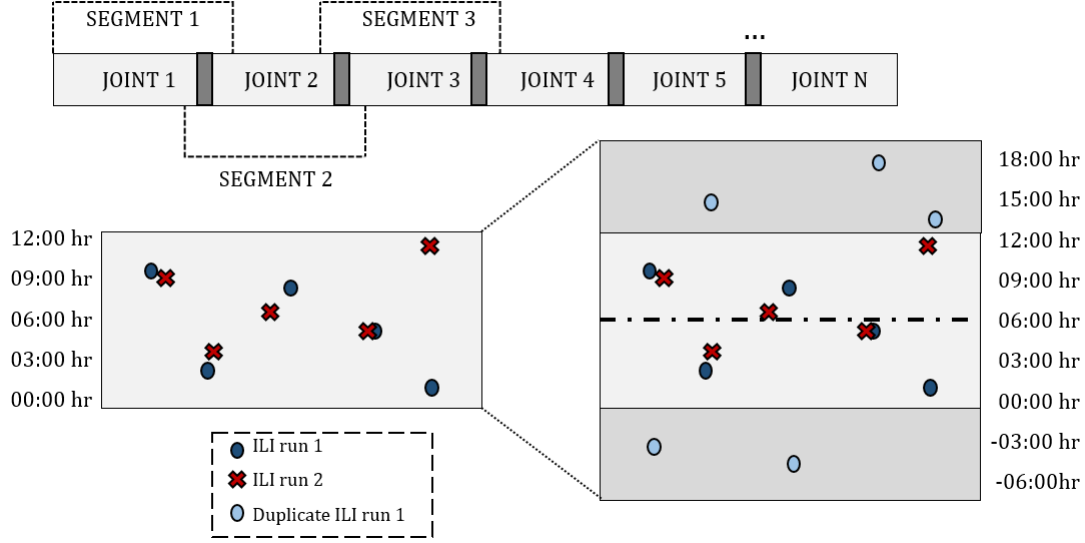 SEGMENT 1
SEGMENT 3
...
JOINT 1
JOINT 2
JOINT 3
JOINT 4
JOINT 5
JOINT N
SEGMENT 2
12:00 hr
09:00 hr
06:00 hr
03:00 hr
00:00 hr
18:00 hr
15:00 hr
12:00 hr
09:00 hr
06:00 hr
03:00 hr
00:00 hr
-03:00 hr
-06:00hr
ILI run 1
ILI run 2
Duplicate ILI run 1